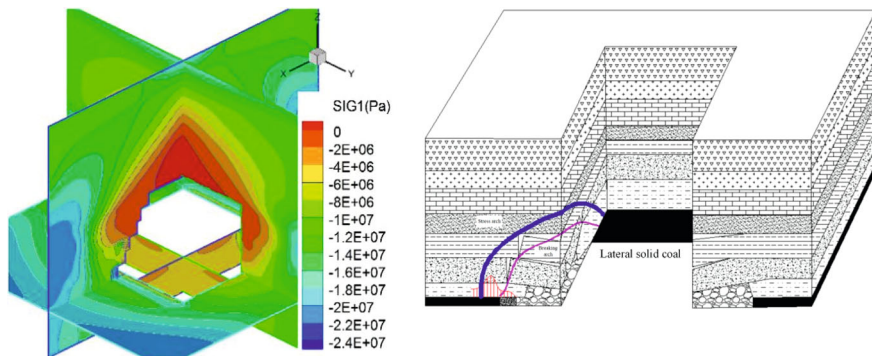 Z
X
Y
SIG1(Pa)
0
-2E+06
-4E+06
-6E+06
-8E+06
-1E+07
-1.2E+07
-1.4E+07
-1.6E+07
-1.8E+07
-2E+07
-2.2E+07
-2.4E+07
Stress arch
Breaking
arch
Lateral solid coal